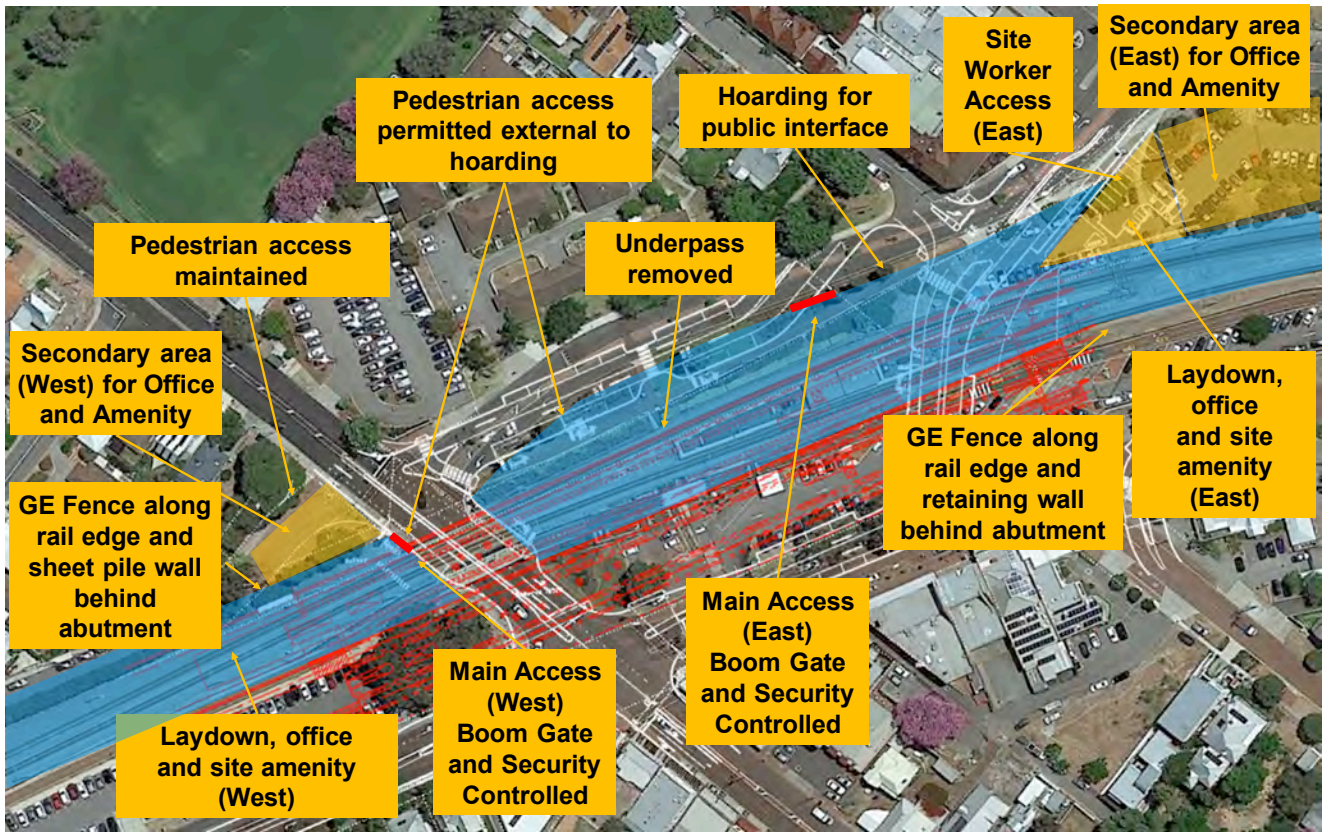 Pedestrian access
permitted external to
hoarding
Hoarding for
public interface
Site
Worker
Access
(East)
Secondary area
(East) for Office
and Amenity
Pedestrian access
maintained
Underpass
removed
Secondary area
(West) for Office
and Amenity
GE Fence along
rail edge and
sheet pile wall
behind
abutment
Laydown, office
and site amenity
(West)
Main Access
(West)
Boom Gate
and Security
Controlled
Main Access
(East)
Boom Gate
and Security
Controlled
GE Fence along
rail edge and
retaining wall
behind abutment
Laydown,
office
and site
amenity
(East)